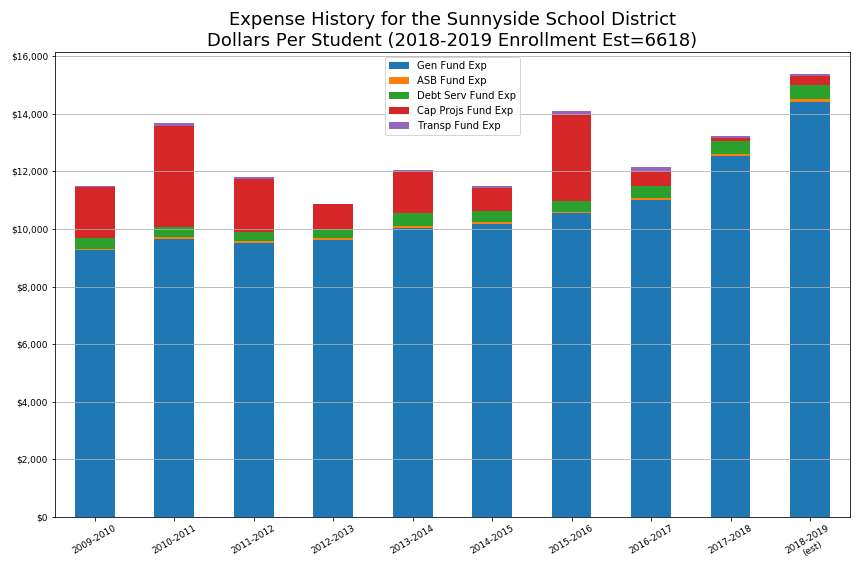 Expense History for the Sunnyside School District
Dollars Per Student (2018-2019 Enrollment Est=6618)
$16,000
$14,000
$12,000
$10,000
$8,000
$6,000
$4,000
$2,000
$0
Gen Fund Exp
ASB Fund Exp
Debt Serv Fund Exp
Cap Projs Fund Exp
Transp Fund Exp
2009-2010
2010-2011
2011-2012
2012-2013
2013-2014
2014-2015
2015-2016
2016-2017
2017-2018
2018-2019
(est)